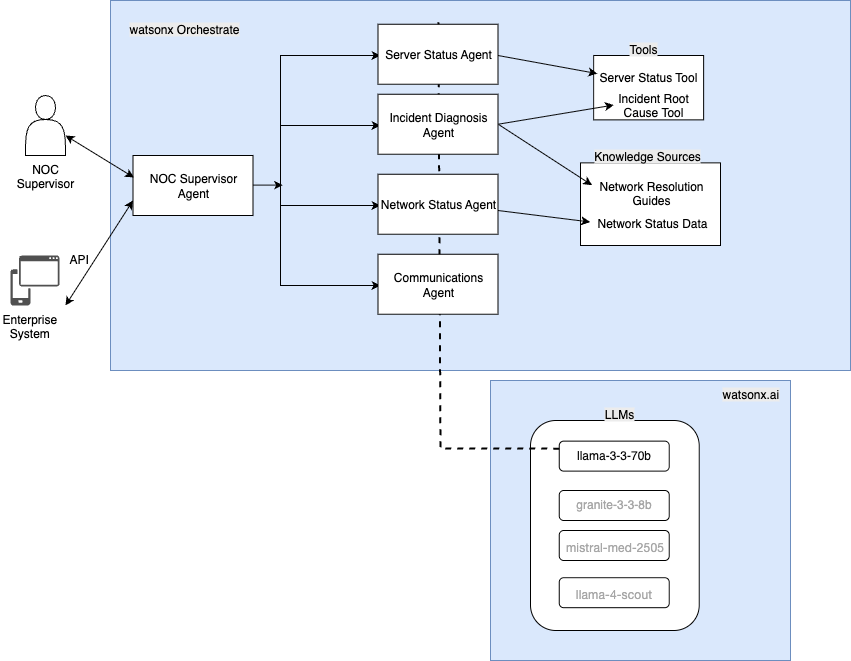 watsonx Orchestrate
Server Status Agent
Tools
Server Status Tool
Incident Root
Cause Tool
Incident Diagnosis
Agent
NOC
Supervisor
NOC Supervisor
Agent
Knowledge Sources
Network Resolution
Guides
Network Status Data
Network Status Agent
API
Enterprise
System
Communications
Agent
watsonx.ai
LLMs
llama-3-3-70b
granite-3-3-8b
mistral-med-2505
llama-4-scout